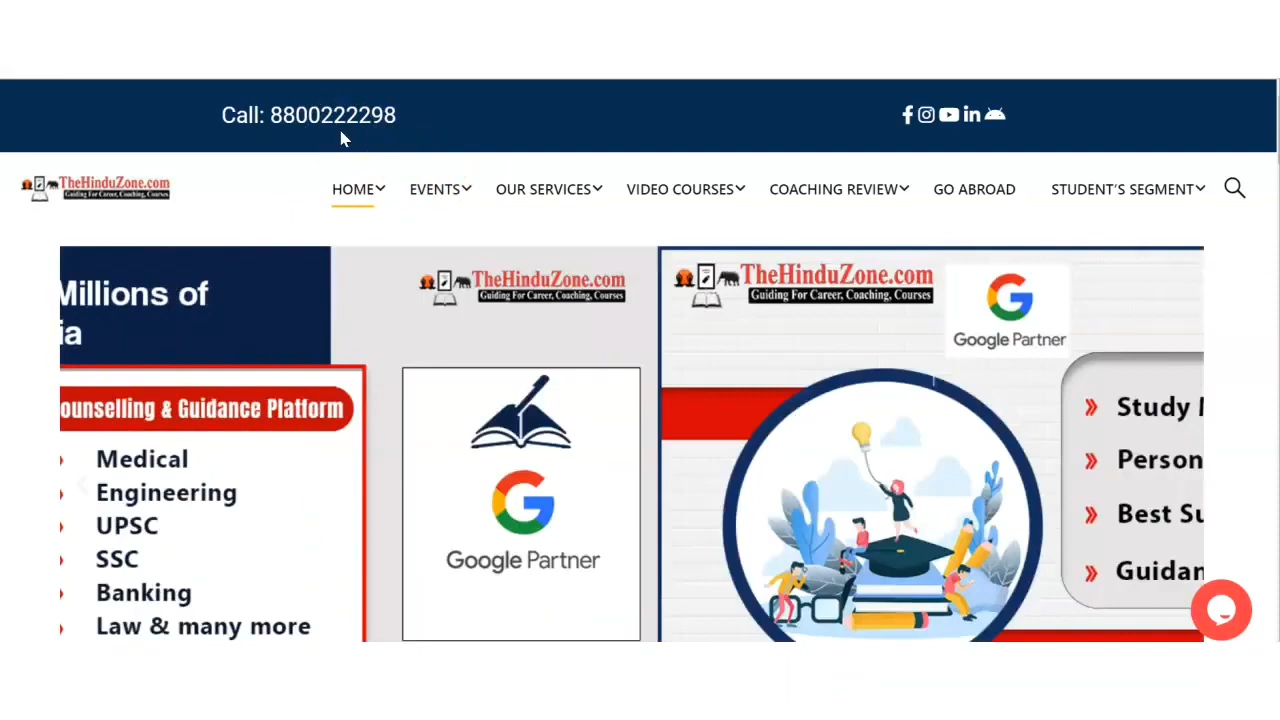 Call: 8800222298
TheHinduZone.com
Guiding For Career, Coaching, Courses
HOME EVENTS OUR SERVICES VIDEO COURSES COACHING REVIEW GO ABROAD STUDENT'S SEGMENT
Millions of
ia
ounselling & Guidance Platform
Medical
Engineering
UPSC
SSC
Banking
Law & many more
TheHinduZone.com
Guiding For Career, Coaching, Courses
Google Partner
TheHinduZone.com
Guiding For Career, Coaching, Courses
Google Partner
Study
Person
Best Su
Guidan